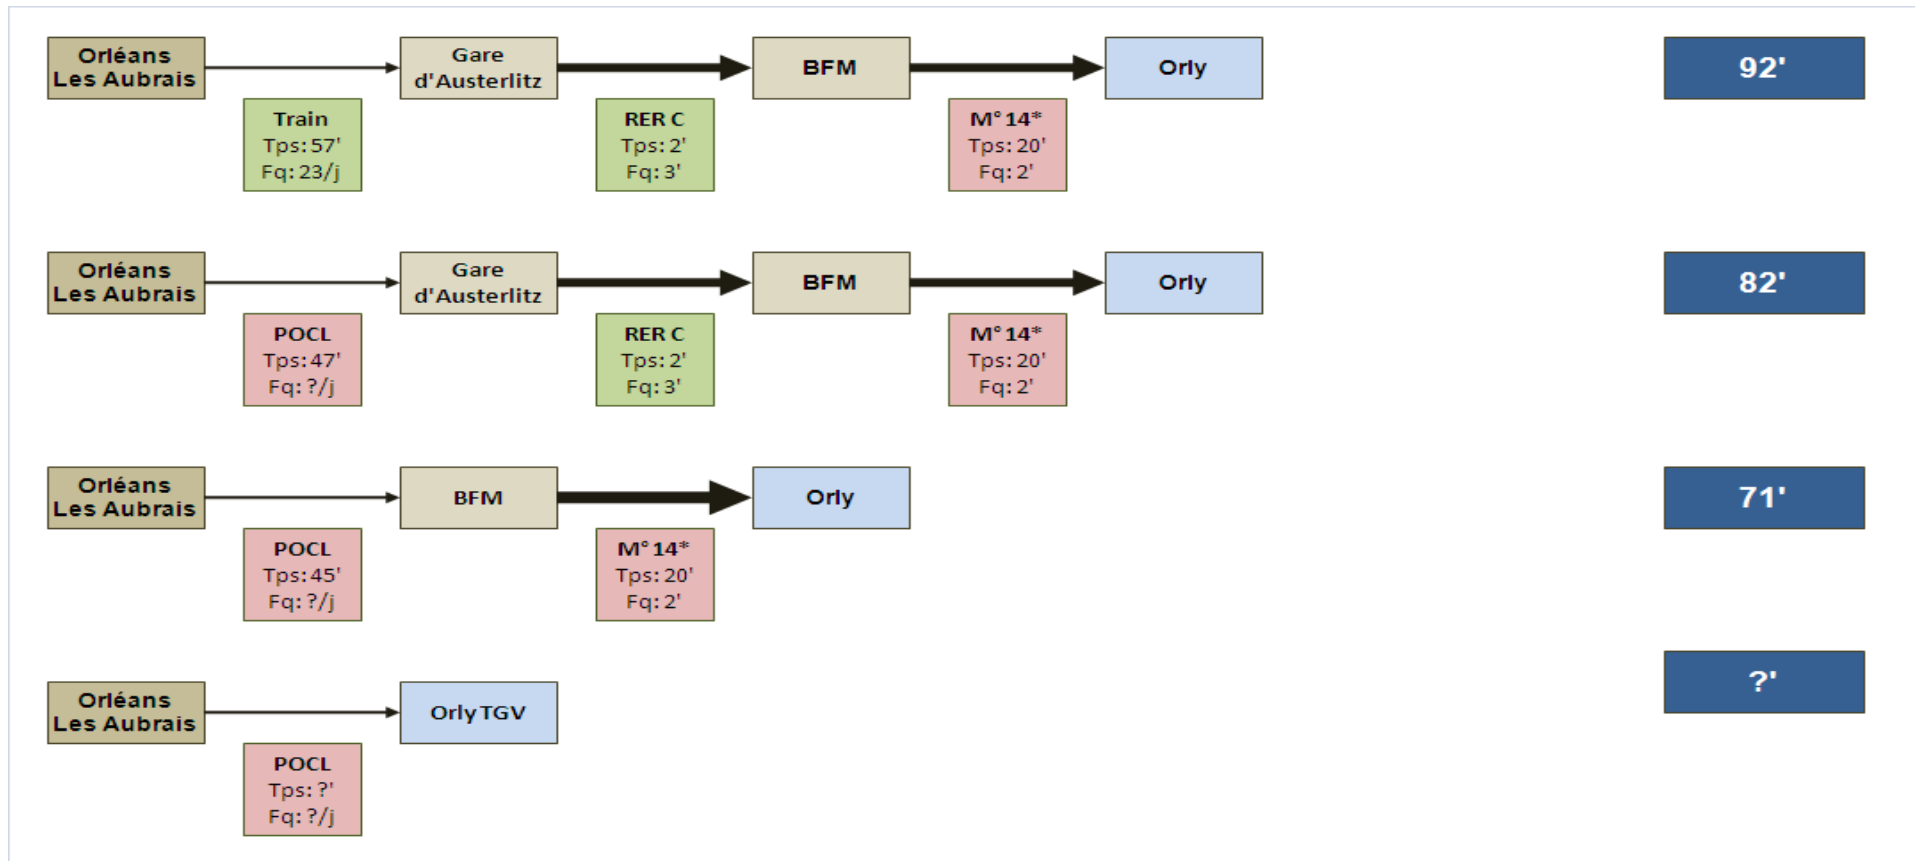 Orléans
Les Aubrais
Gare
d'Austerlitz
BFM
Orly
92'
Train
Tps: 57'
Fq: 23/j
RER C
Tps: 2'
Fq: 3'
M° 14*
Tps: 20'
Fq: 2'
Orléans
Les Aubrais
Gare
d'Austerlitz
BFM
Orly
82'
POCL
Tps: 47'
Fq: ?/j
RER C
Tps: 2'
Fq: 3'
M° 14*
Tps: 20'
Fq: 2'
Orléans
Les Aubrais
BFM
Orly
71'
POCL
Tps: 45'
Fq: ?/j
M° 14*
Tps: 20'
Fq: 2'
Orléans
Les Aubrais
Orly TGV
?'
POCL
Tps: ?'
Fq: ?/j